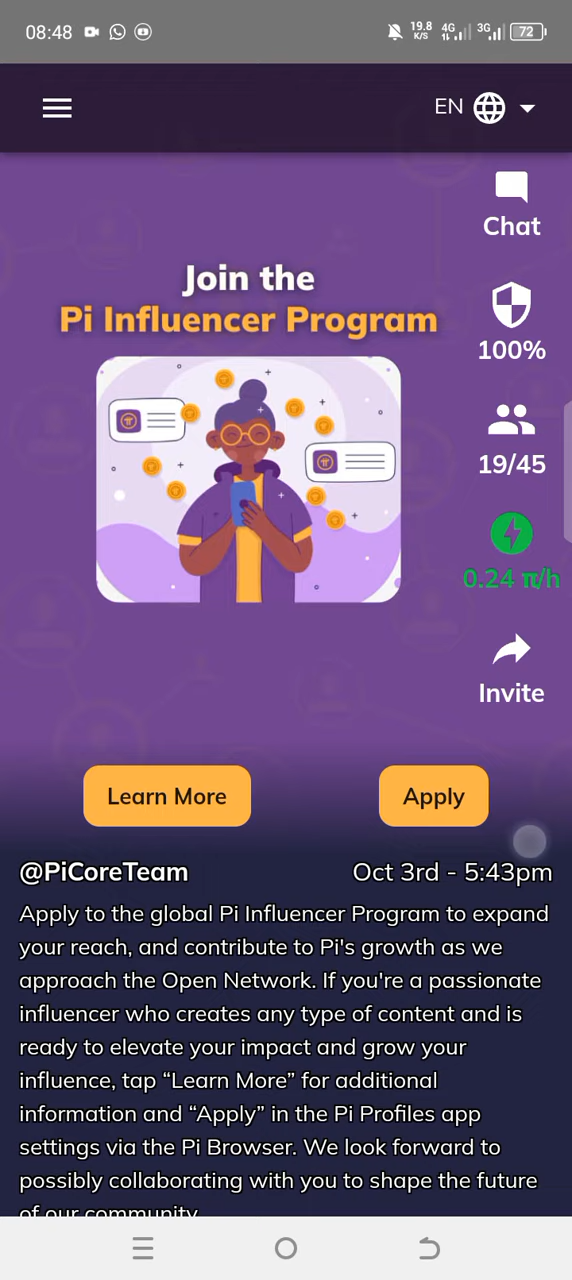 08:48
19.8 K/S 4G 3G 72
EN
Chat
Join the
Pi Influencer Program
100%
19/45
0.24 π/h
Invite
Learn More Apply
@PiCoreTeam Oct 3rd - 5:43pm
Apply to the global Pi Influencer Program to expand
your reach, and contribute to Pi's growth as we
approach the Open Network. If you're a passionate
influencer who creates any type of content and is
ready to elevate your impact and grow your
influence, tap “Learn More” for additional
information and “Apply” in the Pi Profiles app
settings via the Pi Browser. We look forward to
possibly collaborating with you to shape the future
of our community